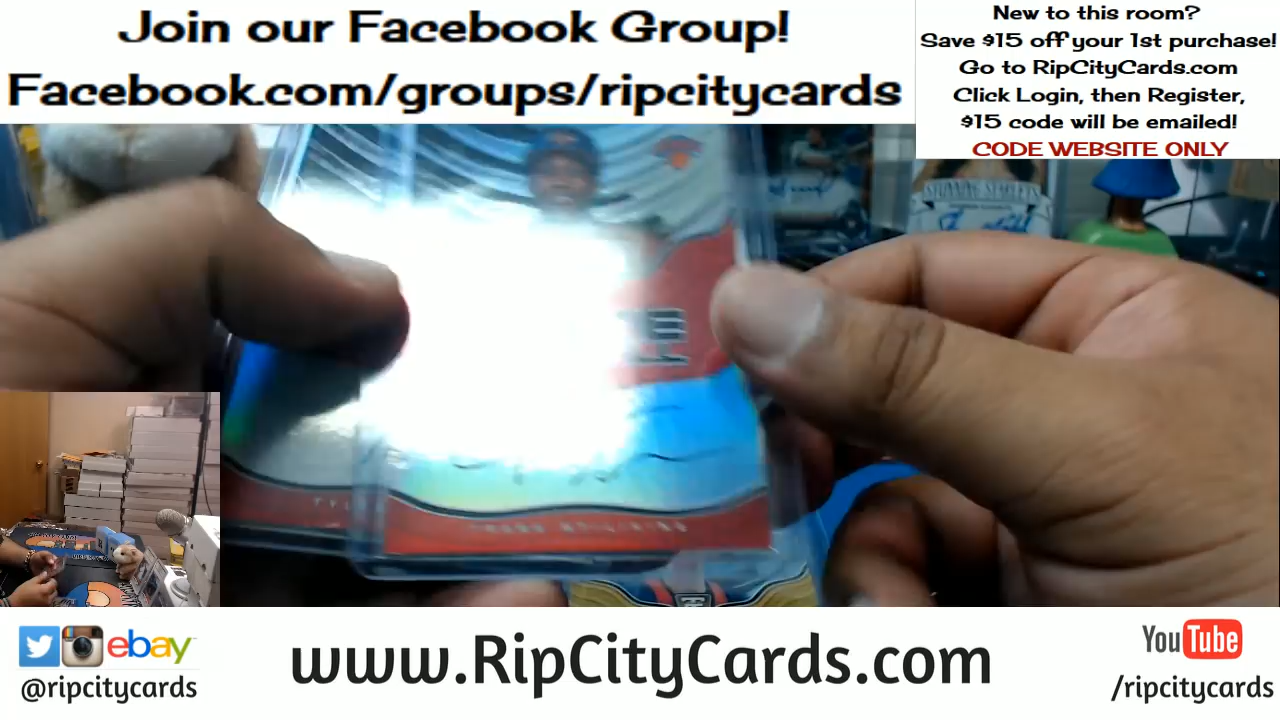 Join our Facebook Group!
Facebook.com/groups/ripcitycards
New to this room?
Save $15 off your 1st purchase!
Go to RipCityCards.com
Click Login, then Register,
$15 code will be emailed!
CODE WEBSITE ONLY
ebay
@ripcitycards
www.RipCityCards.com
YouTube
/ripcitycards